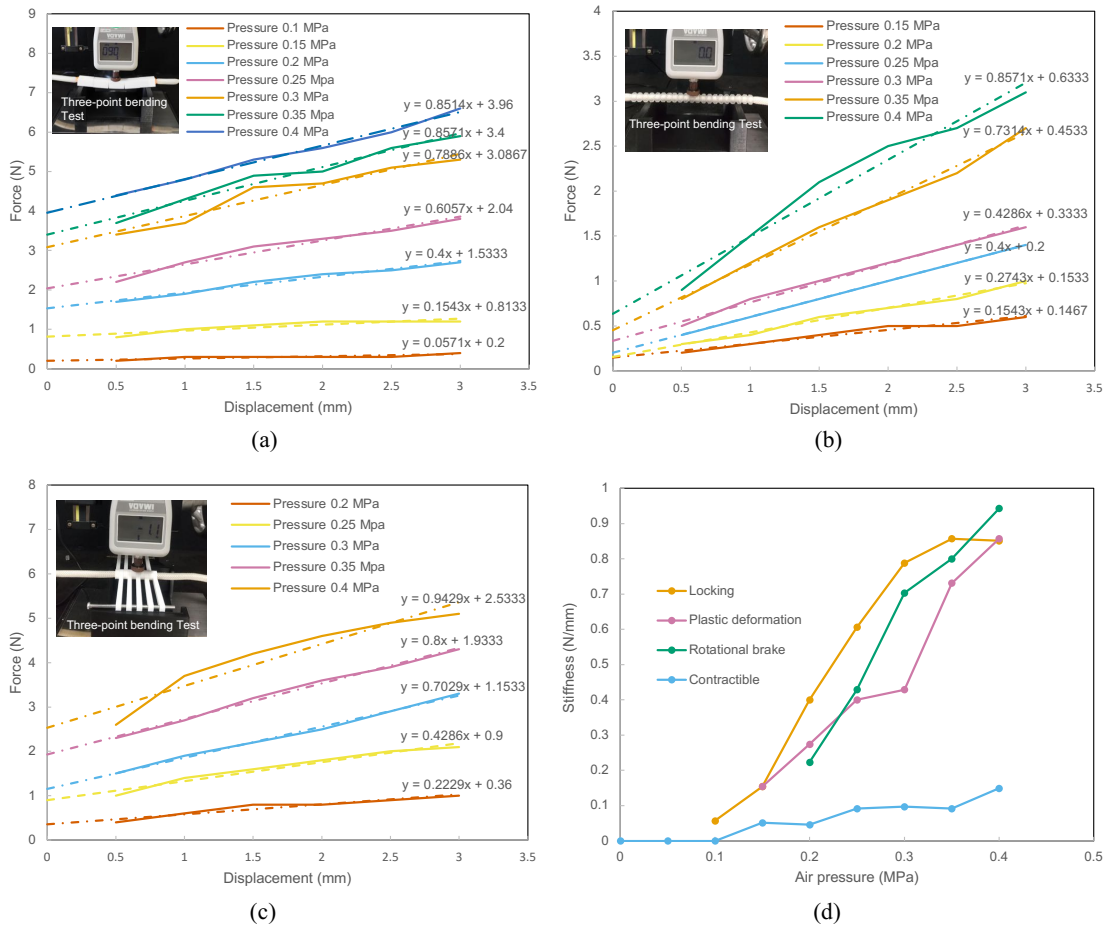 9
8
7
6
5
4
3
2
1
0
Force (N)
Pressure 0.1 MPa
Pressure 0.15 MPa
Pressure 0.2 MPa
Pressure 0.25 Mpa
Pressure 0.3 MPa
Pressure 0.35 MPa
Pressure 0.4 MPa
Three-point bending
Test
y = 0.8514x + 3.96
y = 0.8571x + 3.4
y = 0.7886x + 3.0867
y = 0.6057x + 2.04
y = 0.4x + 1.5333
y = 0.1543x + 0.8133
y = 0.0571x + 0.2
0 0.5 1 1.5 2 2.5 3 3.5
Displacement (mm)
(a)
4
3.5
3
2.5
2
1.5
1
0.5
0
Force (N)
0.0
Three-point bending Test
Pressure 0.15 MPa
Pressure 0.2 MPa
Pressure 0.25 MPa
Pressure 0.3 MPa
Pressure 0.35 MPa
Pressure 0.4 MPa
y = 0.8571x + 0.6333
y = 0.7314x + 0.4533
y = 0.4286x + 0.3333
y = 0.4x + 0.2
y = 0.2743x + 0.1533
y = 0.1543x + 0.1467
0 0.5 1 1.5 2 2.5 3 3.5
Displacement (mm)
(b)
8
7
6
5
4
3
2
1
0
Force (N)
Three-point bending Test
Pressure 0.2 MPa
Pressure 0.25 Mpa
Pressure 0.3 MPa
Pressure 0.35 MPa
Pressure 0.4 MPa
y = 0.9429x + 2.5333
y = 0.8x + 1.9333
y = 0.7029x + 1.1533
y = 0.4286x + 0.9
y = 0.2229x + 0.36
0 0.5 1 1.5 2 2.5 3 3.5
Displacement (mm)
(c)
1
0.9
0.8
0.7
0.6
0.5
0.4
0.3
0.2
0.1
0
Stiffness (N/mm)
Locking
Plastic deformation
Rotational brake
Contractible
0 0.1 0.2 0.3 0.4 0.5
Air pressure (MPa)
(d)